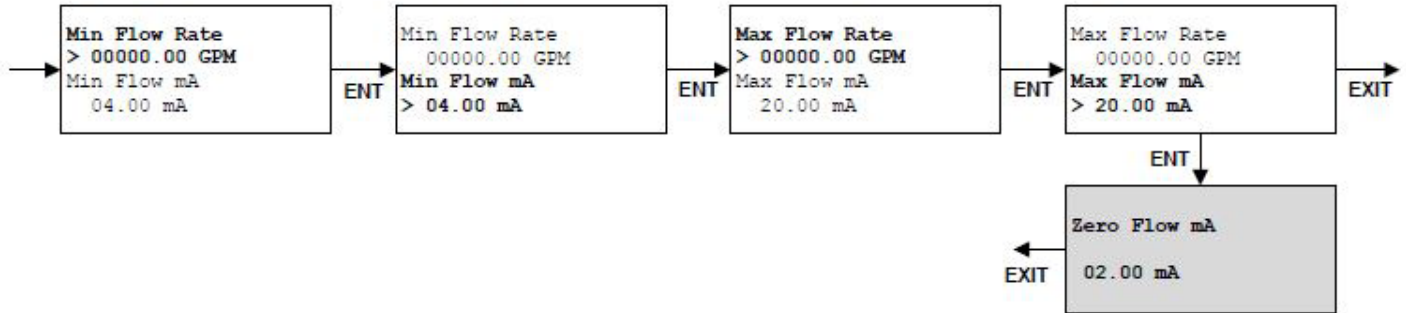 Min Flow Rate
> 00000.00 GPM
Min Flow mA
04.00 mA
ENT
Min Flow Rate
00000.00 GPM
Min Flow mA
> 04.00 mA
ENT
Max Flow Rate
> 00000.00 GPM
Max Flow mA
20.00 mA
ENT
Max Flow Rate
00000.00 GPM
Max Flow mA
> 20.00 mA
EXIT
ENT
Zero Flow mA
02.00 mA
EXIT